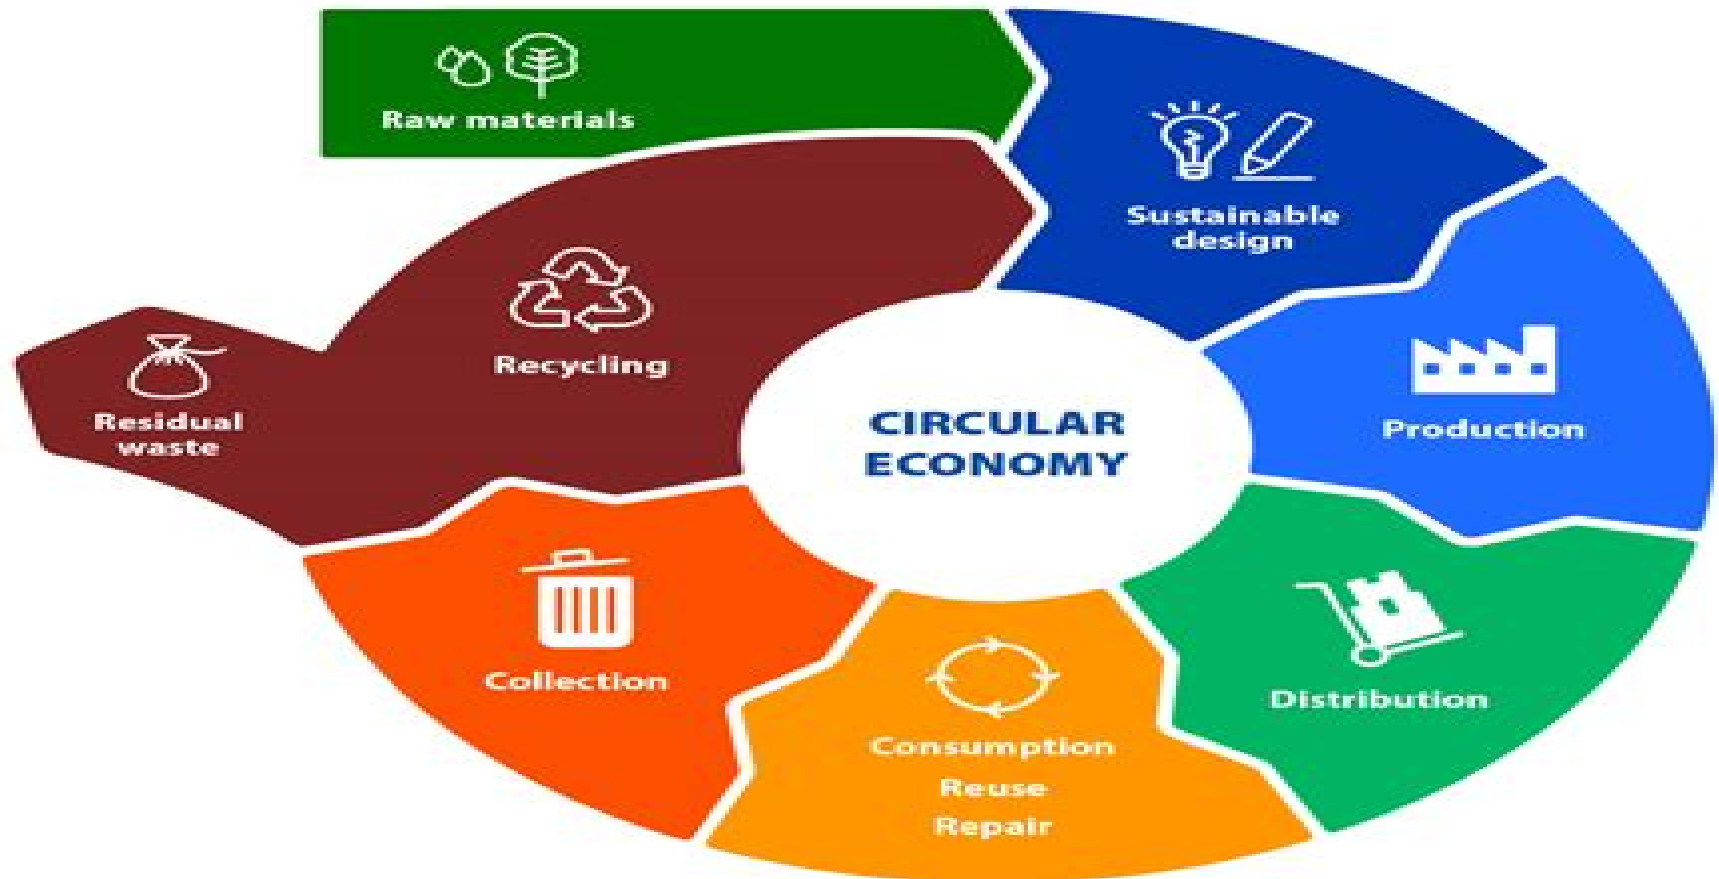 Raw materials
Sustainable
design
Production
Distribution
Consumption
Reuse
Repair
Collection
Recycling
Residual
waste
CIRCULAR
ECONOMY